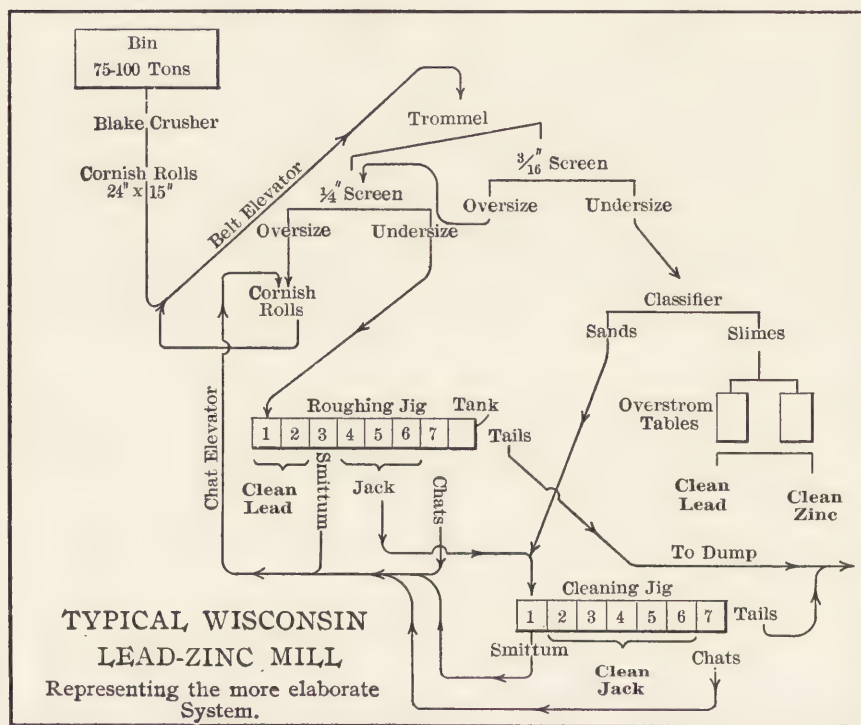 Bin
75-100 Tons
Blake Crusher
Cornish Rolls
24" x 15"
Belt Elevator
Trommel
3/16" Screen
1/4" Screen
Oversize
Undersize
Oversize
Undersize
Cornish
Rolls
Classifier
Sands
Slimes
Overstrom
Tables
Clean
Lead
Clean
Zinc
Chat Elevator
Roughing Jig
Tank
1 2 3 4 5 6 7
Tails
Clean
Lead
Smittum
Jack
Chats
To Dump
Cleaning Jig
1 2 3 4 5 6 7
Tails
Smittum
Clean
Jack
Chats
TYPICAL WISCONSIN
LEAD-ZINC MILL
Representing the more elaborate
System.